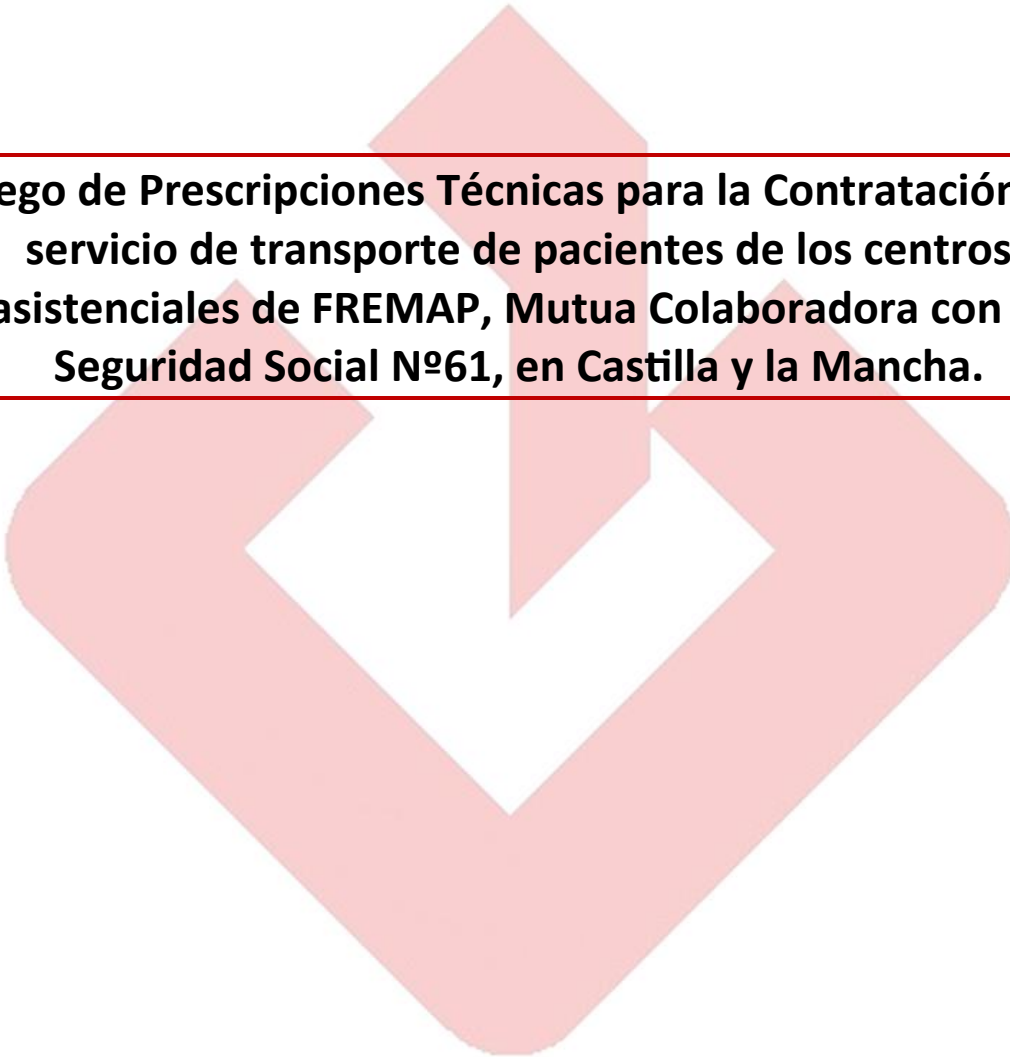 ego de Prescripciones Técnicas para la Contratación
servicio de transporte de pacientes de los centros
asistenciales de FREMAP, Mutua Colaboradora con
Seguridad Social Nº61, en Castilla y la Mancha.